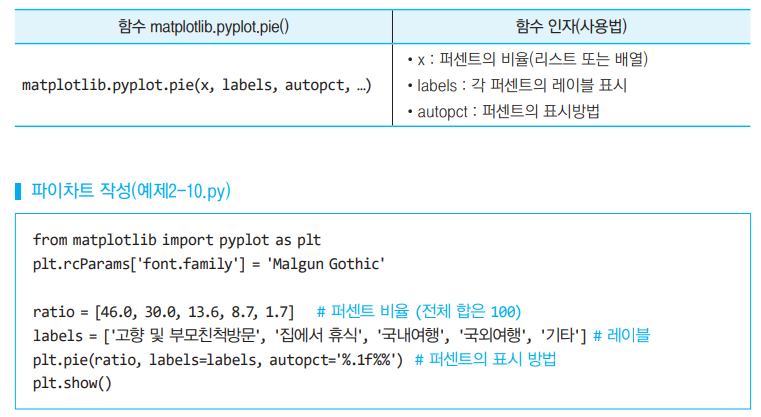 함수 matplotlib.pyplot.pie()
함수 인자(사용법)
matplotlib.pyplot.pie(x, labels, autopct, …)
• x : 퍼센트의 비율(리스트 또는 배열)
• labels : 각 퍼센트의 레이블 표시
• autopct : 퍼센트의 표시방법
파이차트 작성(예제2-10.py)
from matplotlib import pyplot as plt
plt.rcParams['font.family'] = 'Malgun Gothic'
ratio = [46.0, 30.0, 13.6, 8.7, 1.7] # 퍼센트 비율 (전체 합은 100)
labels = ['고향 및 부모친척방문', '집에서 휴식', '국내여행', '국외여행', '기타'] # 레이블
plt.pie(ratio, labels=labels, autopct='%.1f%%') # 퍼센트의 표시 방법
plt.show()